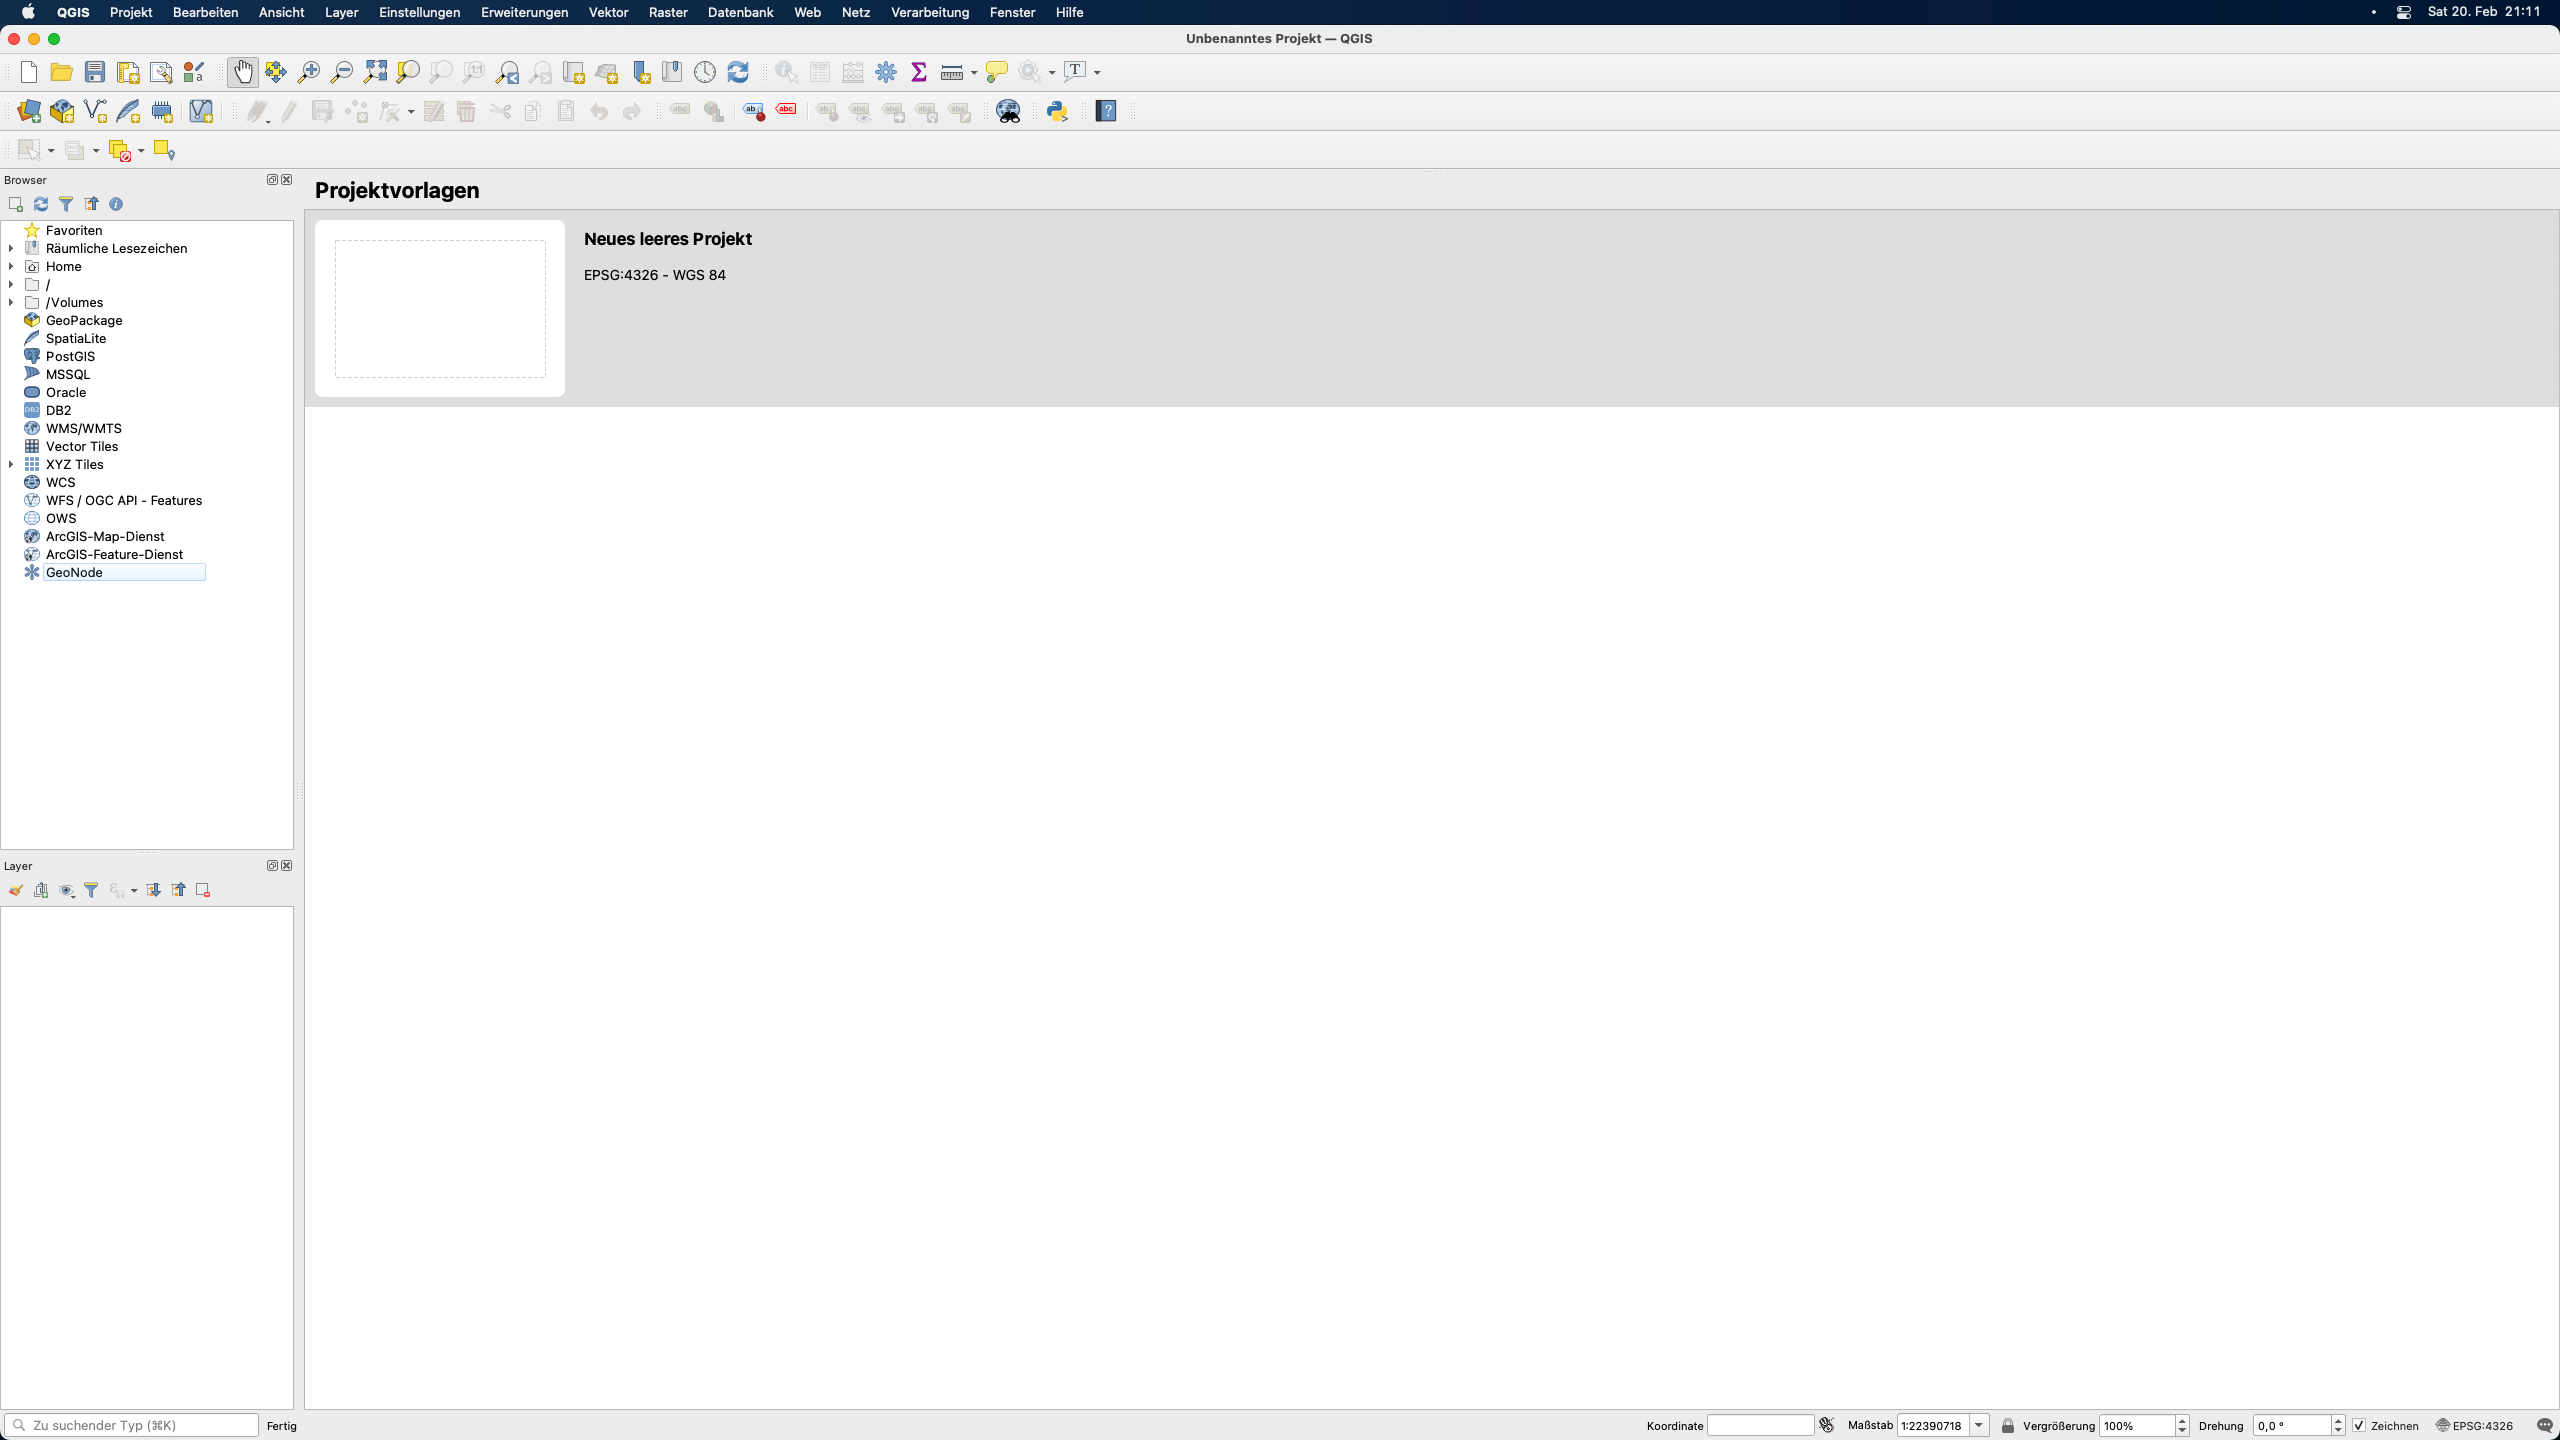 QGIS Projekt Bearbeiten Ansicht Layer Einstellungen Erweiterungen Vektor Raster Datenbank Web Netz Verarbeitung Fenster Hilfe Sat 20. Feb 21:11
Unbenanntes Projekt — QGIS
Browser
Favoriten
Räumliche Lesezeichen
Home
/
/Volumes
GeoPackage
SpatiaLite
PostGIS
MSSQL
Oracle
DB2
WMS/WMTS
Vector Tiles
XYZ Tiles
WCS
WFS / OGC API - Features
OWS
ArcGIS-Map-Dienst
ArcGIS-Feature-Dienst
GeoNode
Projektvorlagen
Neues leeres Projekt
EPSG:4326 - WGS 84
Layer
Zu suchender Typ (⌘K) Fertig Koordinate Maßstab 1:22390718 Vergrößerung 100% Drehung 0,0 ° Zeichnen EPSG:4326